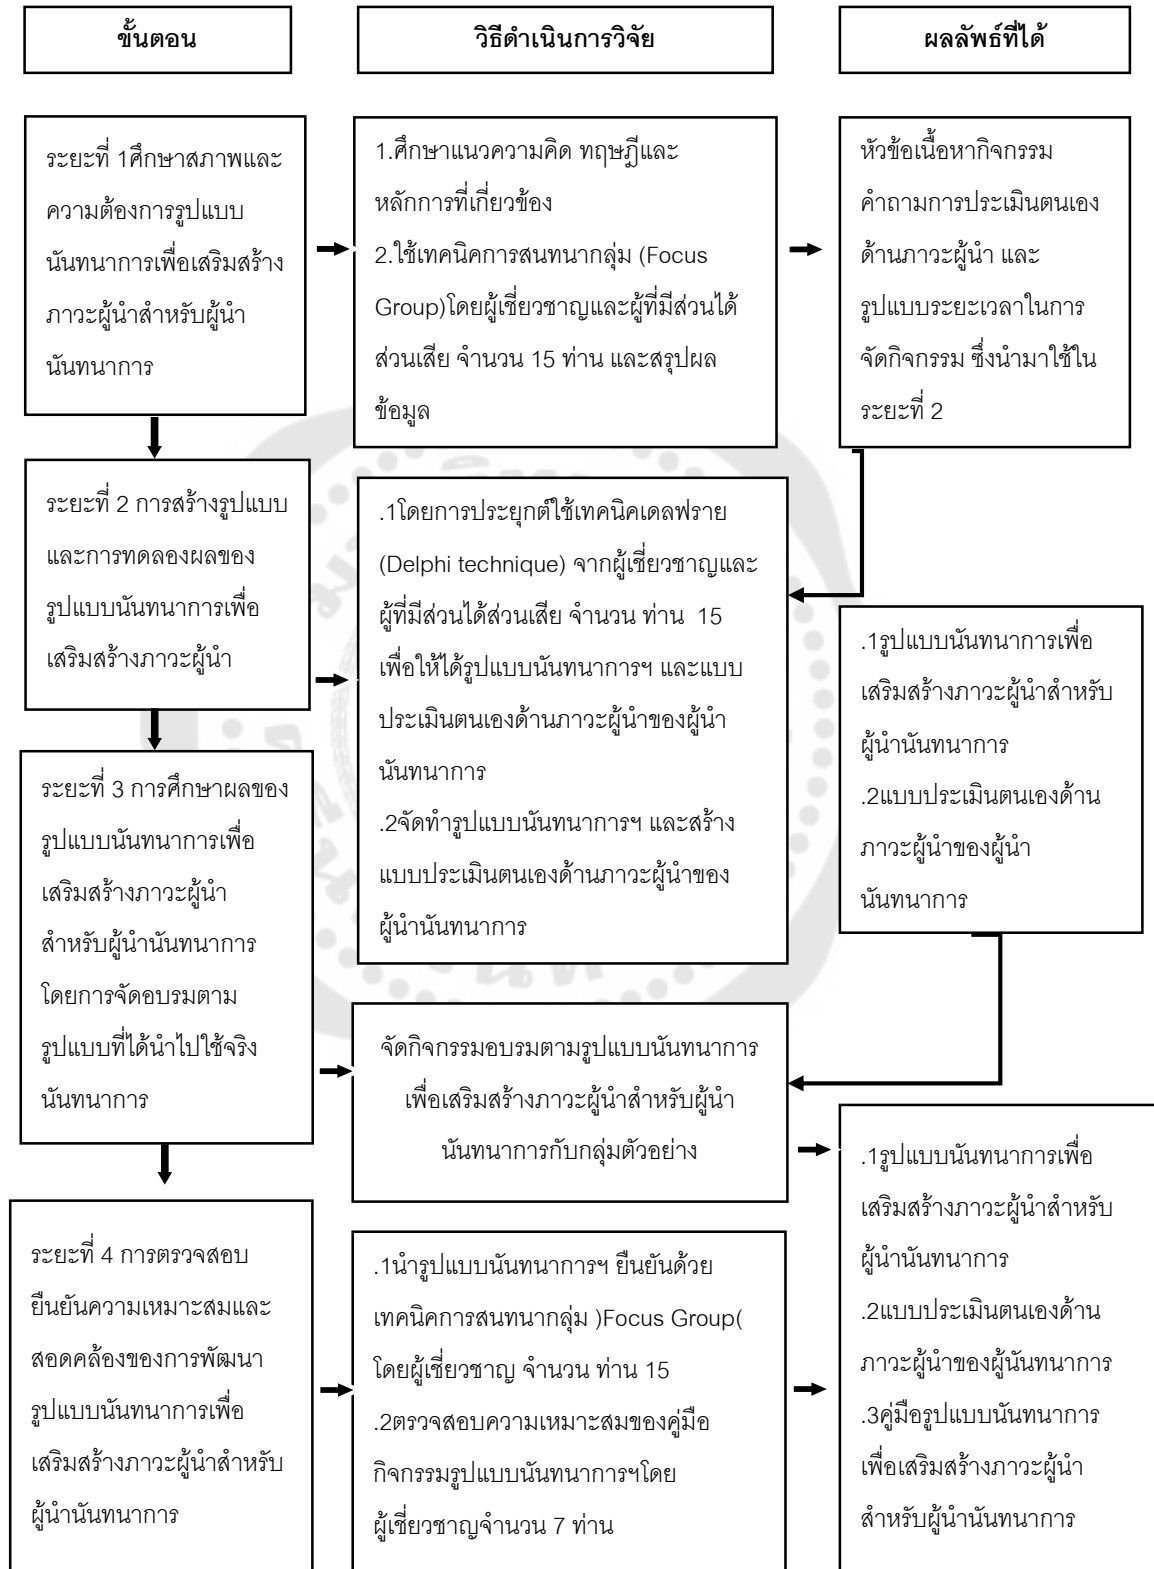 ขั้นตอน
วิธีดำเนินการวิจัย
ผลลัพธ์ที่ได้
ระยะที่ 1ศึกษาสภาพและ
ความต้องการรูปแบบ
นันทนาการเพื่อเสริมสร้าง
ภาวะผู้นำสำหรับผู้นำ
นันทนาการ
1.ศึกษาแนวความคิด ทฤษฎีและ
หลักการที่เกี่ยวข้อง
2.ใช้เทคนิคการสนทนากลุ่ม (Focus
Group)โดยผู้เชี่ยวชาญและผู้ที่มีส่วนได้
ส่วนเสีย จำนวน 15 ท่าน และสรุปผล
ข้อมูล
หัวข้อเนื้อหากิจกรรม
คำถามการประเมินตนเอง
ด้านภาวะผู้นำ และ
รูปแบบระยะเวลาในการ
จัดกิจกรรม ซึ่งนำมาใช้ใน
ระยะที่ 2
ระยะที่ 2 การสร้างรูปแบบ
และการทดลองผลของ
รูปแบบนันทนาการเพื่อ
เสริมสร้างภาวะผู้นำ
.1โดยการประยุกต์ใช้เทคนิคเดลฟราย
(Delphi technique) จากผู้เชี่ยวชาญและ
ผู้ที่มีส่วนได้ส่วนเสีย จำนวน ท่าน  15
เพื่อให้ได้รูปแบบนันทนาการฯ และแบบ
ประเมินตนเองด้านภาวะผู้นำของผู้นำ
นันทนาการ
.2จัดทำรูปแบบนันทนาการฯ และสร้าง
แบบประเมินตนเองด้านภาวะผู้นำของ
ผู้นำนันทนาการ
.1รูปแบบนันทนาการเพื่อ
เสริมสร้างภาวะผู้นำสำหรับ
ผู้นำนันทนาการ
.2แบบประเมินตนเองด้าน
ภาวะผู้นำของผู้นำ
นันทนาการ
ระยะที่ 3 การศึกษาผลของ
รูปแบบนันทนาการเพื่อ
เสริมสร้างภาวะผู้นำ
สำหรับผู้นำนันทนาการ
โดยการจัดอบรมตาม
รูปแบบที่ได้นำไปใช้จริง
นันทนาการ
จัดกิจกรรมอบรมตามรูปแบบนันทนาการ
เพื่อเสริมสร้างภาวะผู้นำสำหรับผู้นำ
นันทนาการกับกลุ่มตัวอย่าง
ระยะที่ 4 การตรวจสอบ
ยืนยันความเหมาะสมและ
สอดคล้องของการพัฒนา
รูปแบบนันทนาการเพื่อ
เสริมสร้างภาวะผู้นำสำหรับ
ผู้นำนันทนาการ
.1นำรูปแบบนันทนาการฯ ยืนยันด้วย
เทคนิคการสนทนากลุ่ม )Focus Group(
โดยผู้เชี่ยวชาญ จำนวน ท่าน 15
.2ตรวจสอบความเหมาะสมของคู่มือ
กิจกรรมรูปแบบนันทนาการฯโดย
ผู้เชี่ยวชาญจำนวน 7 ท่าน
.1รูปแบบนันทนาการเพื่อ
เสริมสร้างภาวะผู้นำสำหรับ
ผู้นำนันทนาการ
.2แบบประเมินตนเองด้าน
ภาวะผู้นำของผู้นันทนาการ
.3คู่มือรูปแบบนันทนาการ
เพื่อเสริมสร้างภาวะผู้นำ
สำหรับผู้นำนันทนาการ